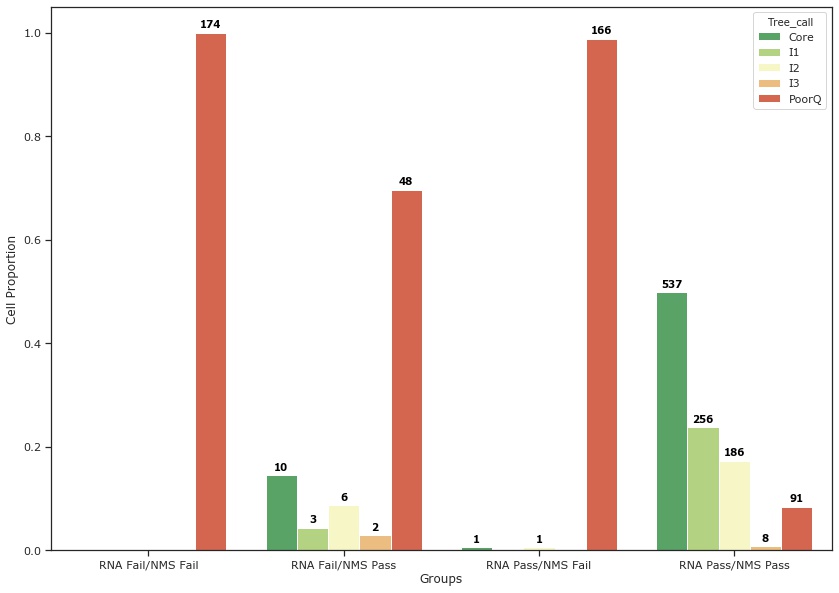 174
166
Tree_call
Core
I1
I2
I3
PoorQ
1.0
0.8
0.6
0.4
0.2
0.0
Cell Proportion
48
537
256
186
10
3
6
2
1
1
8
91
RNA Fail/NMS Fail
RNA Fail/NMS Pass
RNA Pass/NMS Fail
RNA Pass/NMS Pass
Groups